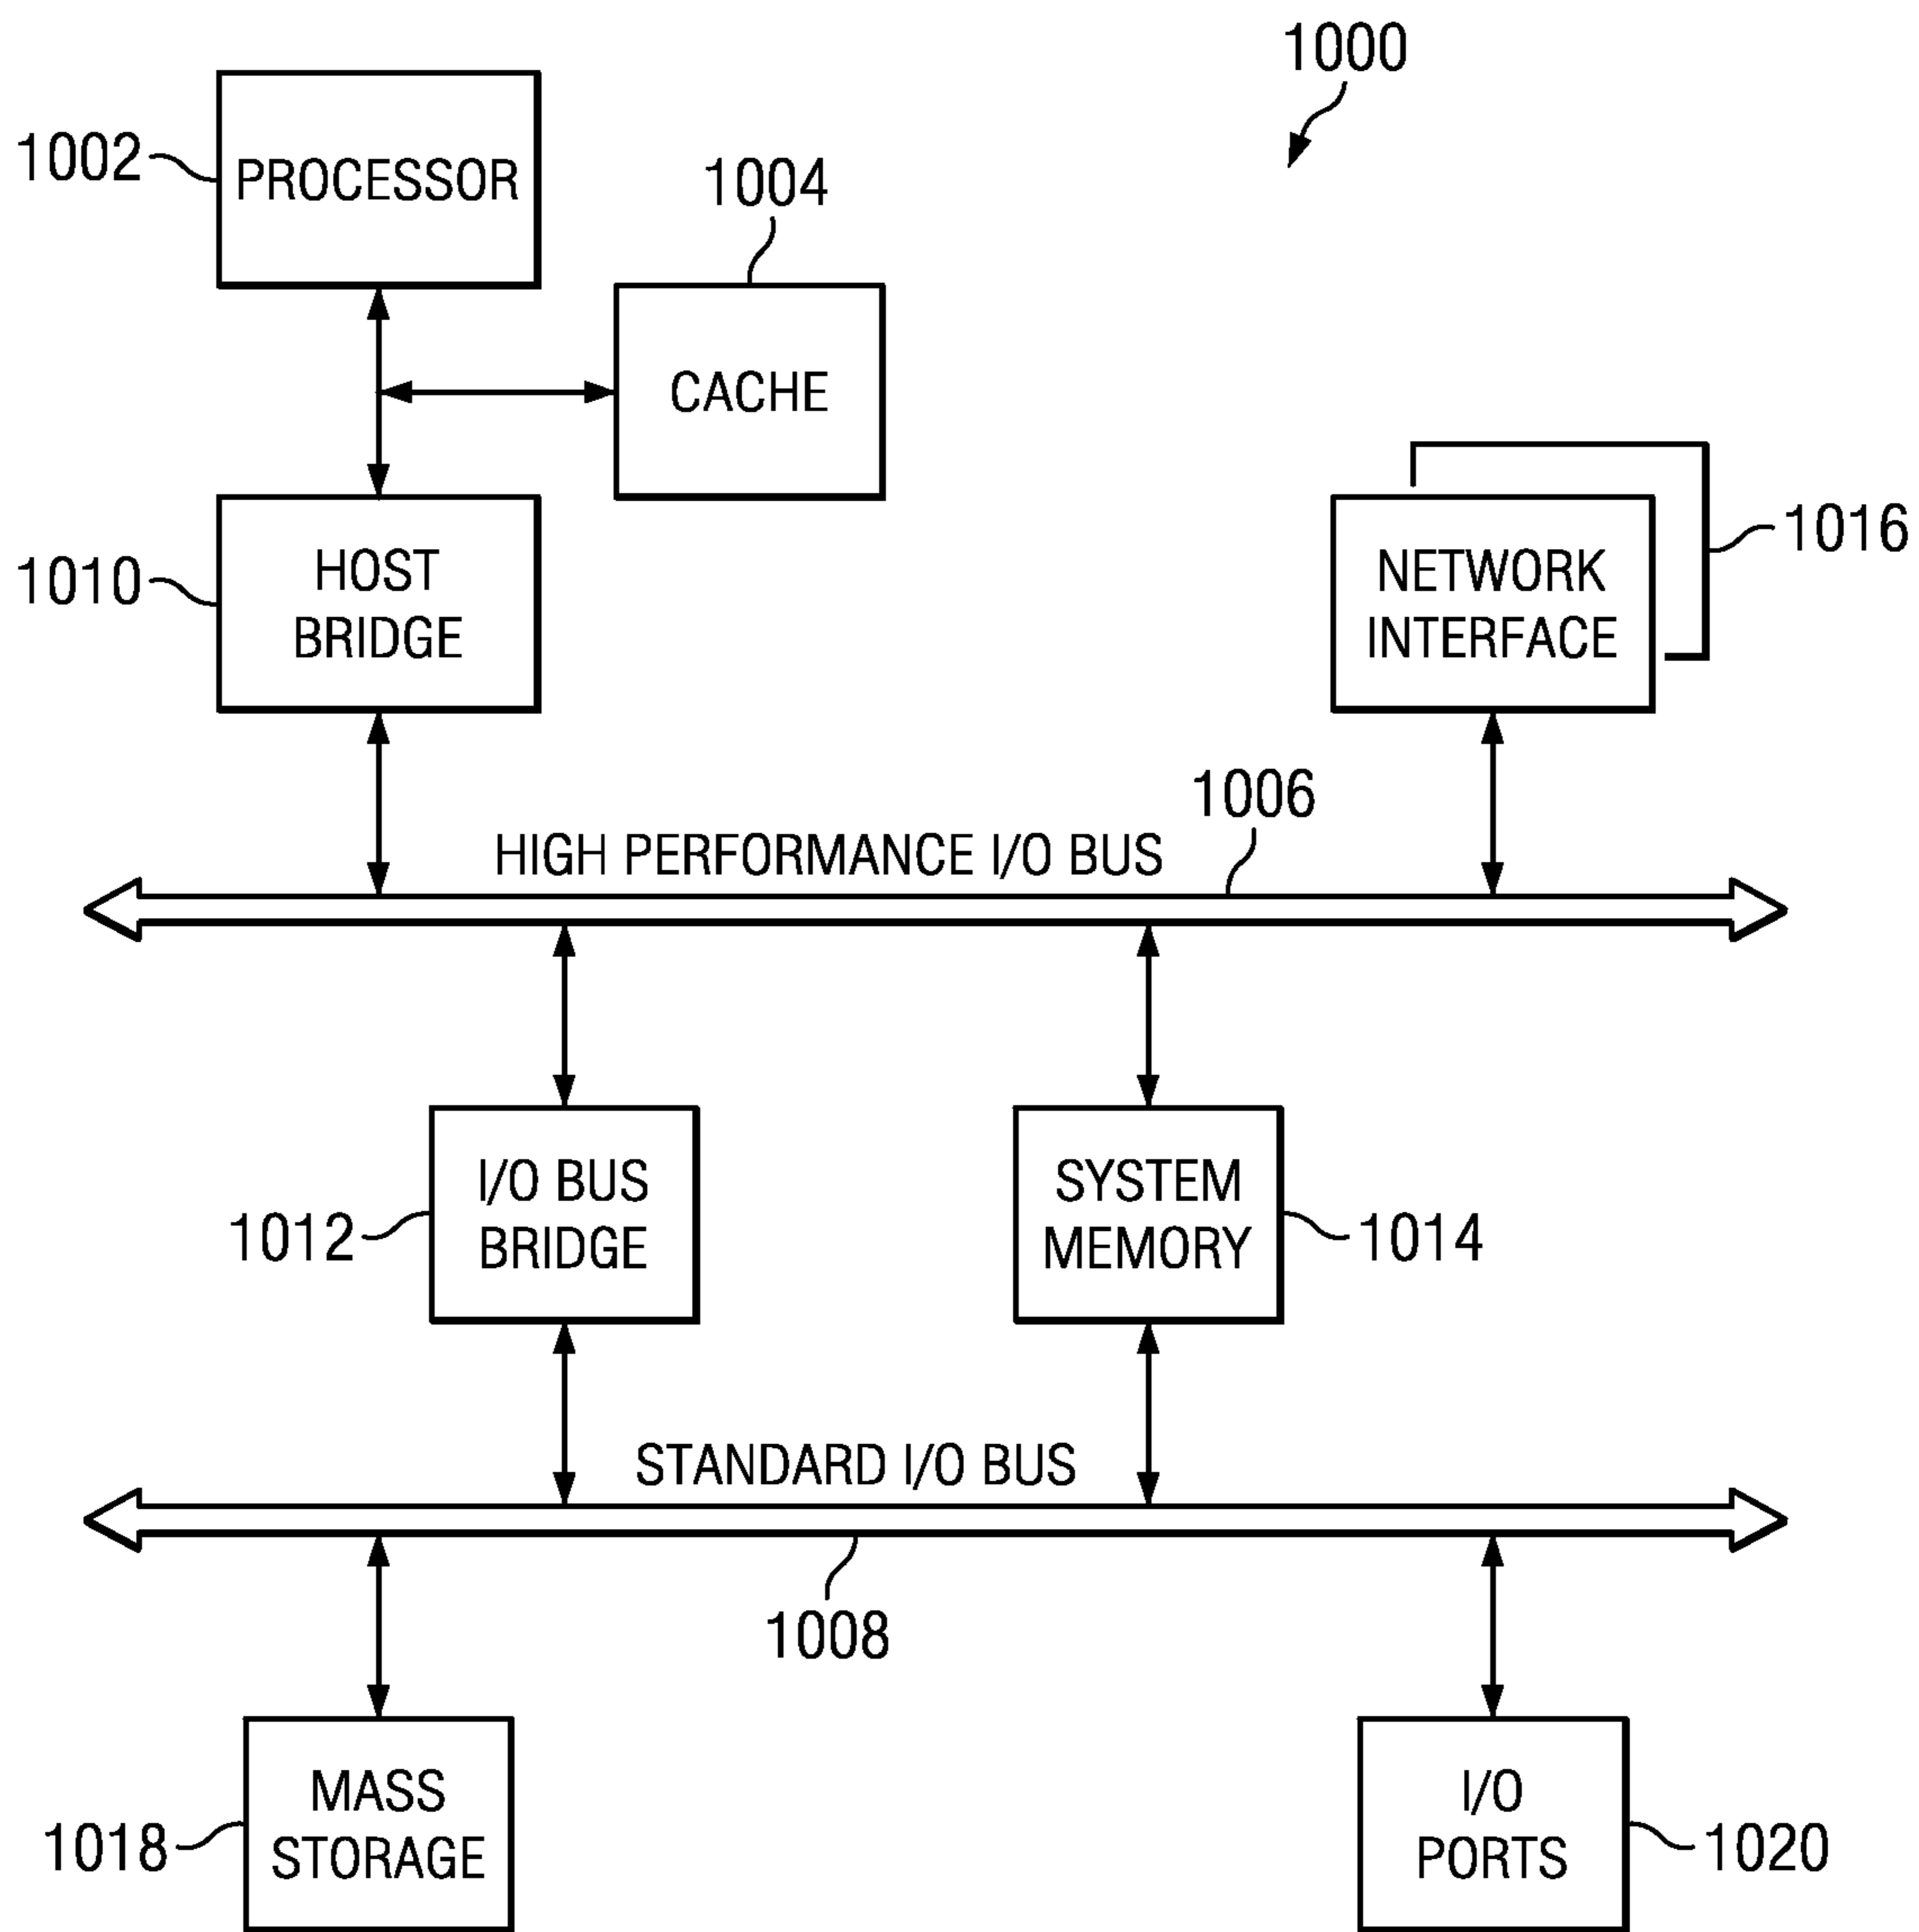 1000
1002
PROCESSOR
1004
CACHE
1010
HOST
BRIDGE
NETWORK
INTERFACE
1016
1006
HIGH PERFORMANCE I/O BUS
I/O BUS
BRIDGE
1012
SYSTEM
MEMORY
1014
STANDARD I/O BUS
1008
MASS
STORAGE
1018
I/O
PORTS
1020